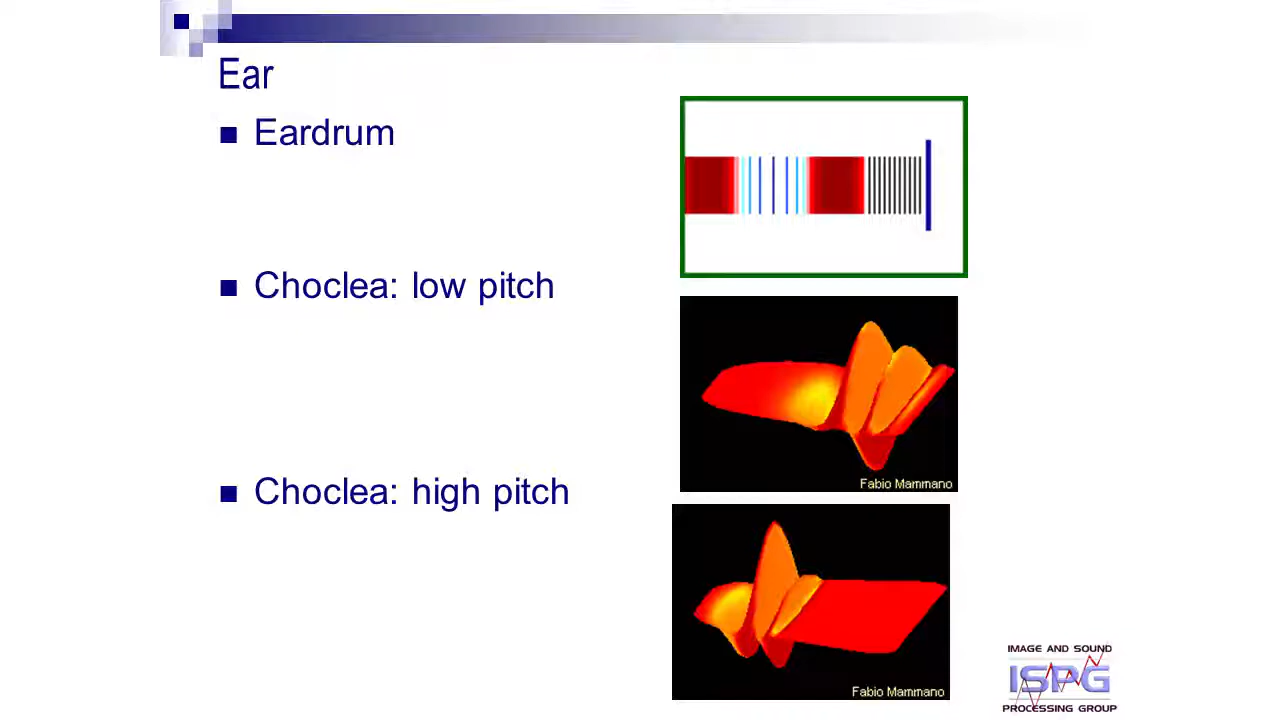 Ear
Eardrum
Choclea: low pitch
Fabio Mammano
Choclea: high pitch
Fabio Mammano
IMAGE AND SOUND
ISPG
PROCESSING GROUP